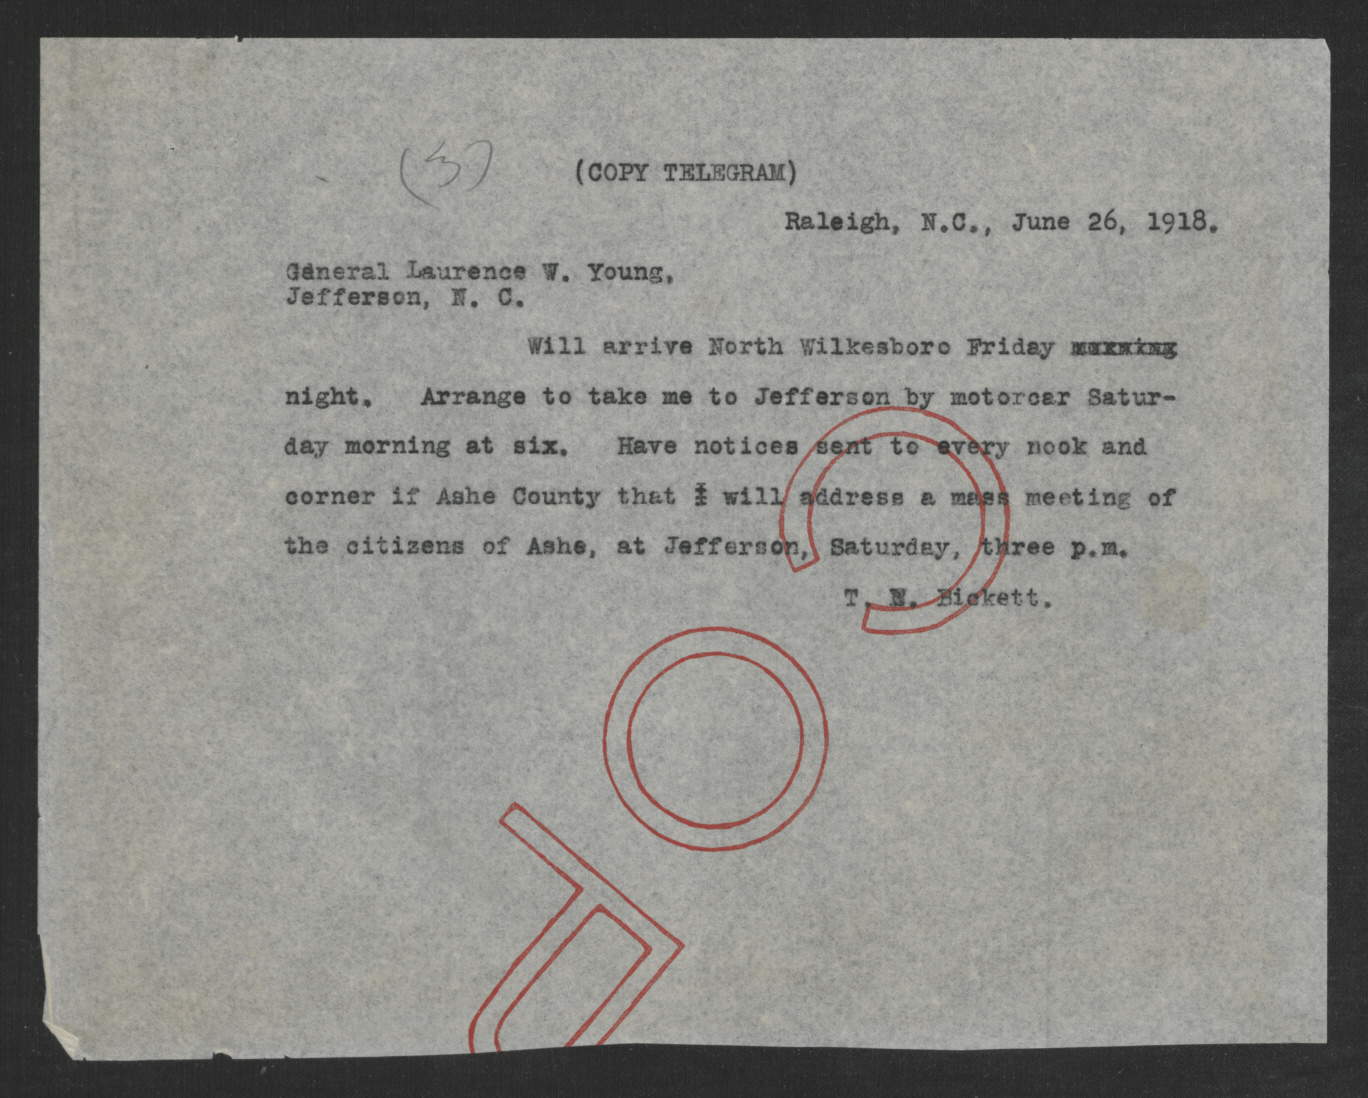 (3)
(COPY TELEGRAM)
Raleigh, N.C., June 26, 1918.
General Laurence W. Young,
Jefferson, N. C.
Will arrive North Wilkesboro Friday morning
night. Arrange to take me to Jefferson by motorcar Satur-
day morning at six. Have notices sent to every nook and
corner if Ashe County that I will address a mass meeting of
the citizens of Ashe, at Jefferson, Saturday, three p.m.
T. W. Bickett.
COP